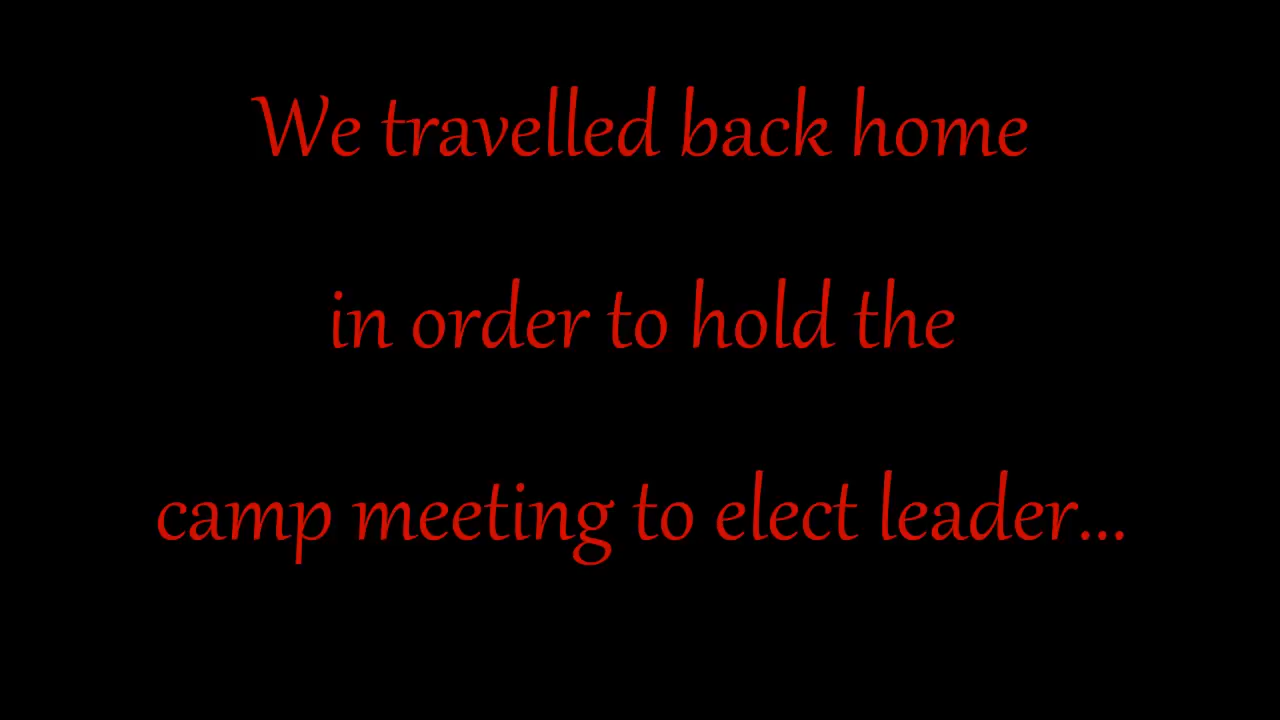 We travelled back home
in order to hold the
camp meeting to elect leader...